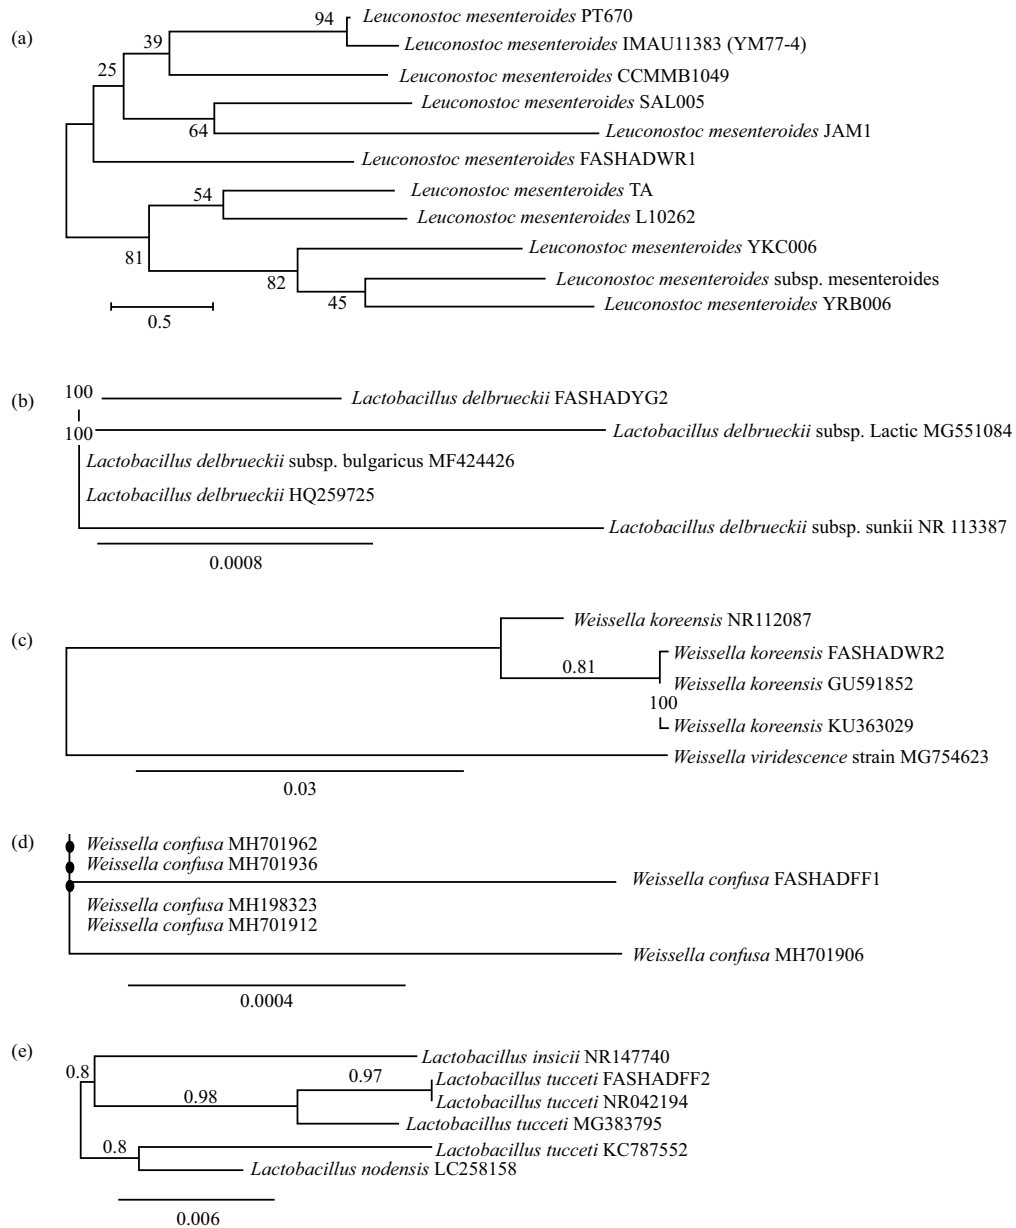 (a)
94
Leuconostoc mesenteroides PT670
39
Leuconostoc mesenteroides IMAU11383 (YM77-4)
25
Leuconostoc mesenteroides CCMMB1049
Leuconostoc mesenteroides SAL005
64
Leuconostoc mesenteroides JAM1
Leuconostoc mesenteroides FASHADWR1
54
Leuconostoc mesenteroides TA
Leuconostoc mesenteroides L10262
81
Leuconostoc mesenteroides YKC006
82
Leuconostoc mesenteroides subsp. mesenteroides
45
Leuconostoc mesenteroides YRB006
0.5
(b)
100
Lactobacillus delbrueckii FASHADYG2
100
Lactobacillus delbrueckii subsp. Lactic MG551084
Lactobacillus delbrueckii subsp. bulgaricus MF424426
Lactobacillus delbrueckii HQ259725
Lactobacillus delbrueckii subsp. sunkii NR 113387
0.0008
(c)
Weissella koreensis NR112087
0.81
Weissella koreensis FASHADWR2
Weissella koreensis GU591852
100
Weissella koreensis KU363029
Weissella viridescence strain MG754623
0.03
(d)
Weissella confusa MH701962
Weissella confusa MH701936
Weissella confusa FASHADFF1
Weissella confusa MH198323
Weissella confusa MH701912
Weissella confusa MH701906
0.0004
(e)
Lactobacillus insicii NR147740
0.8
0.97
Lactobacillus tucceti FASHADFF2
0.98
Lactobacillus tucceti NR042194
Lactobacillus tucceti MG383795
0.8
Lactobacillus tucceti KC787552
Lactobacillus nodensis LC258158
0.006